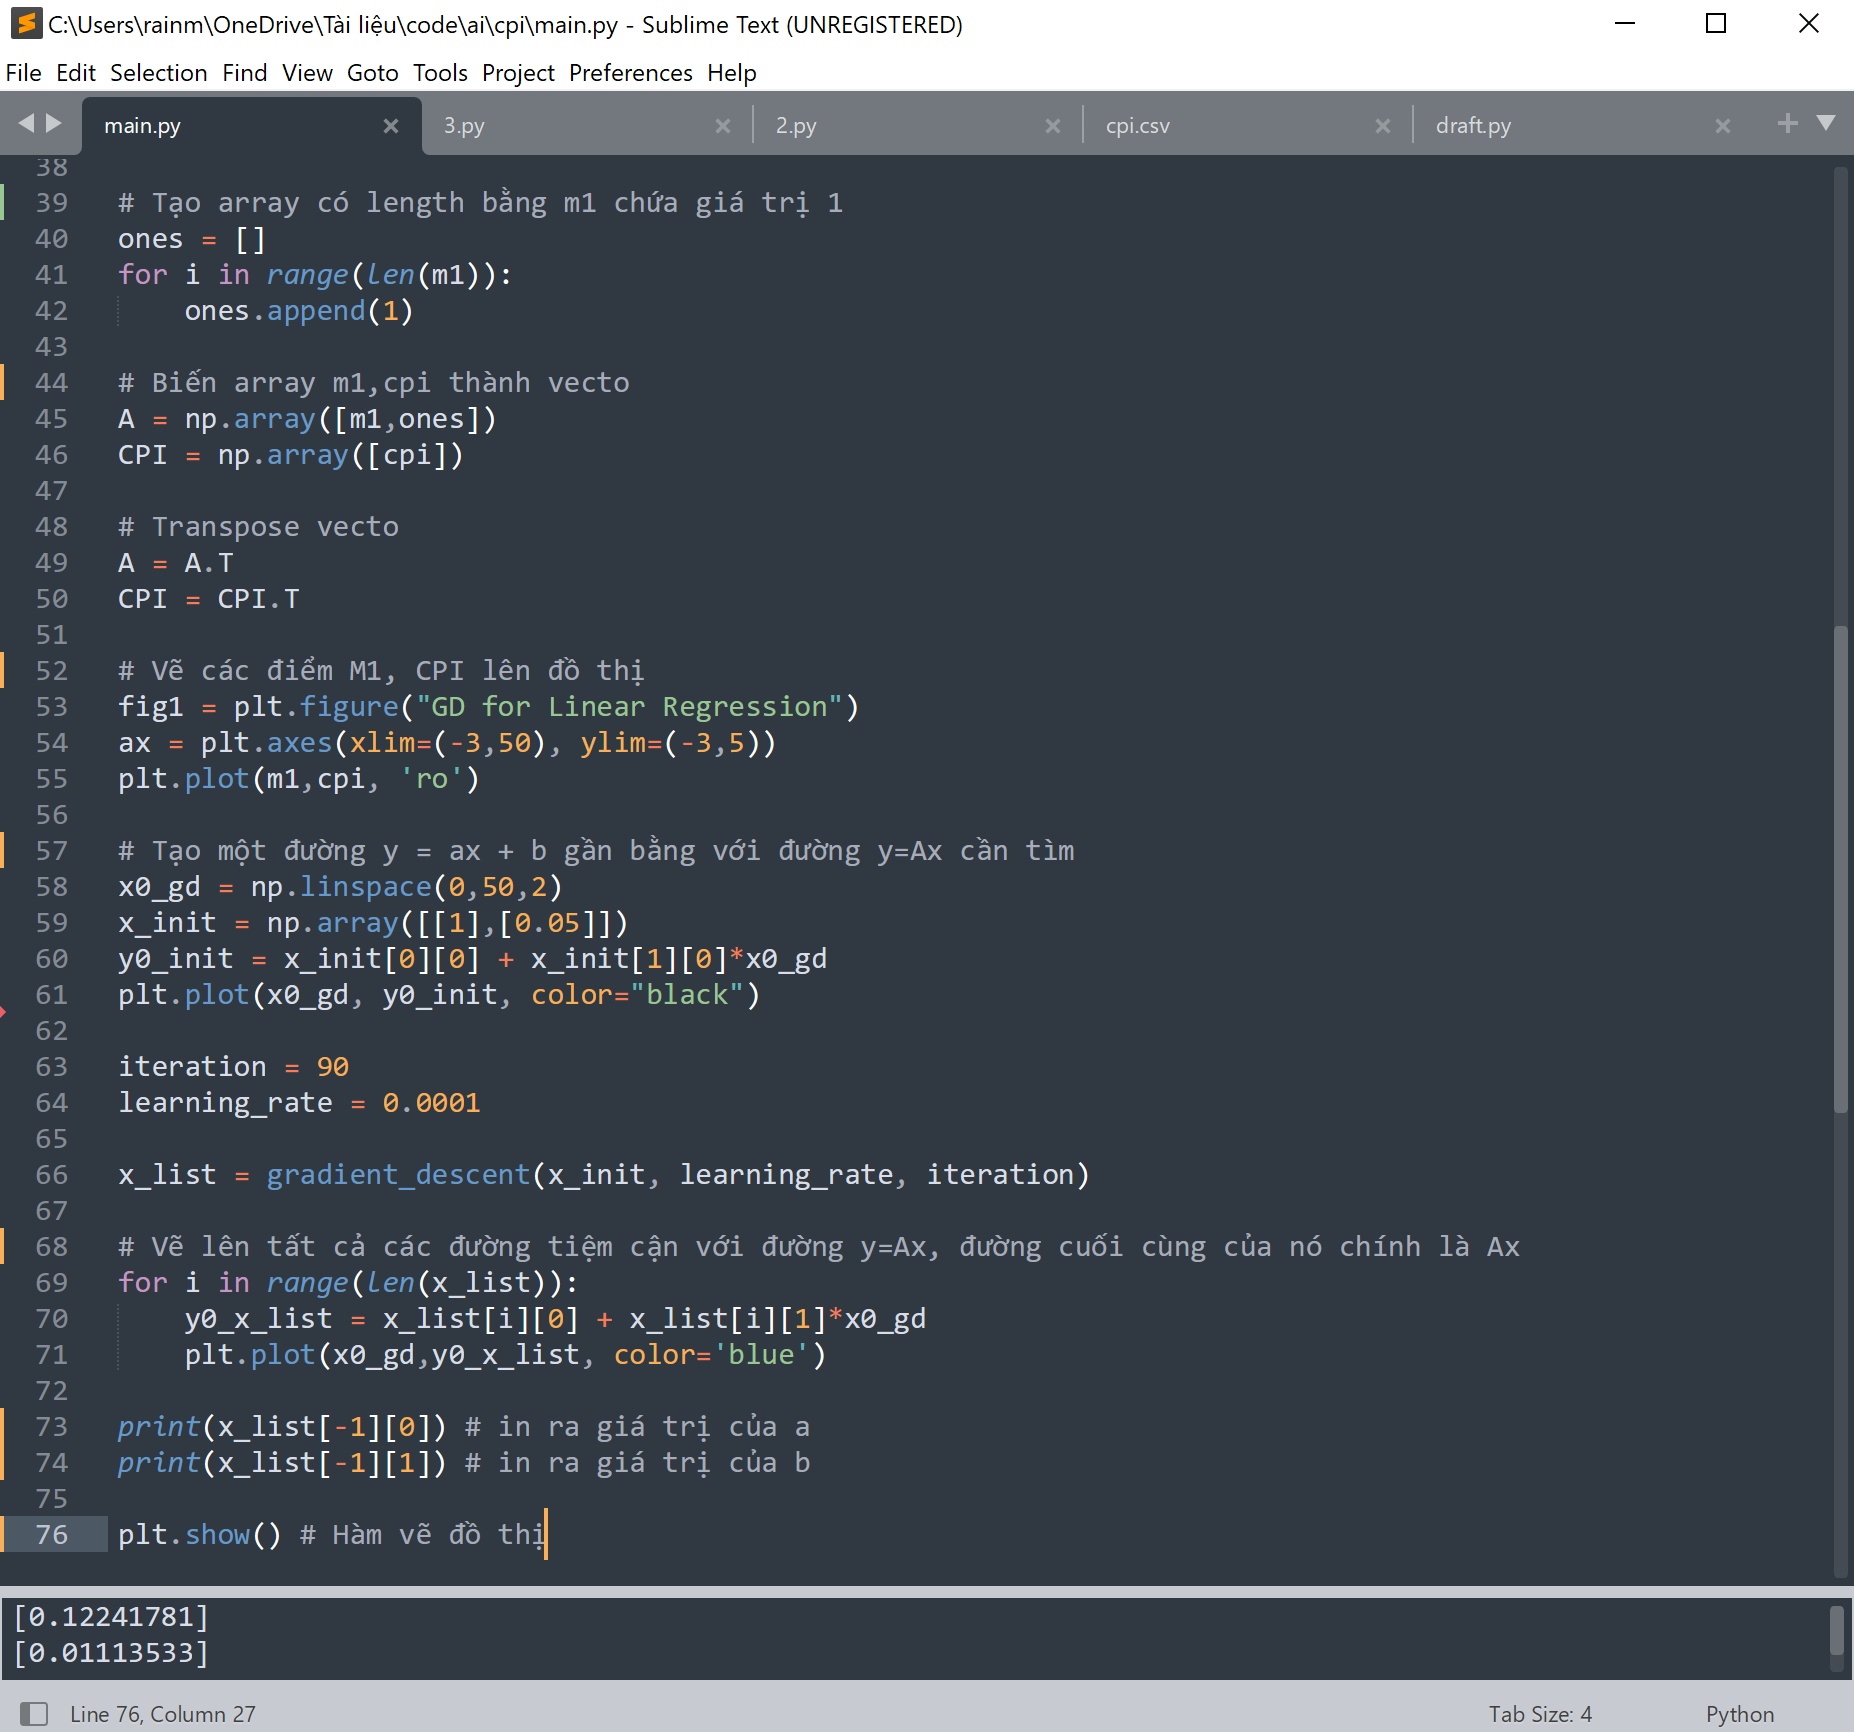 C:\Users\rainm\OneDrive\Tài liệu\code\ai\cpi\main.py - Sublime Text (UNREGISTERED)
File Edit Selection Find View Goto Tools Project Preferences Help
main.py 3.py 2.py cpi.csv draft.py
38
39 # Tạo array có length bằng m1 chứa giá trị 1
40 ones = []
41 for i in range(len(m1)):
42     ones.append(1)
43
44 # Biến array m1,cpi thành vecto
45 A = np.array([m1,ones])
46 CPI = np.array([cpi])
47
48 # Transpose vecto
49 A = A.T
50 CPI = CPI.T
51
52 # Vẽ các điểm M1, CPI lên đồ thị
53 fig1 = plt.figure("GD for Linear Regression")
54 ax = plt.axes(xlim=(-3,50), ylim=(-3,5))
55 plt.plot(m1,cpi, 'ro')
56
57 # Tạo một đường y = ax + b gần bằng với đường y=Ax cần tìm
58 x0_gd = np.linspace(0,50,2)
59 x_init = np.array([[1],[0.05]])
60 y0_init = x_init[0][0] + x_init[1][0]*x0_gd
61 plt.plot(x0_gd, y0_init, color="black")
62
63 iteration = 90
64 learning_rate = 0.0001
65
66 x_list = gradient_descent(x_init, learning_rate, iteration)
67
68 # Vẽ lên tất cả các đường tiệm cận với đường y=Ax, đường cuối cùng của nó chính là Ax
69 for i in range(len(x_list)):
70     y0_x_list = x_list[i][0] + x_list[i][1]*x0_gd
71     plt.plot(x0_gd,y0_x_list, color='blue')
72
73 print(x_list[-1][0]) # in ra giá trị của a
74 print(x_list[-1][1]) # in ra giá trị của b
75
76 plt.show() # Hàm vẽ đồ thị
[0.12241781]
[0.01113533]
Line 76, Column 27 Tab Size: 4 Python